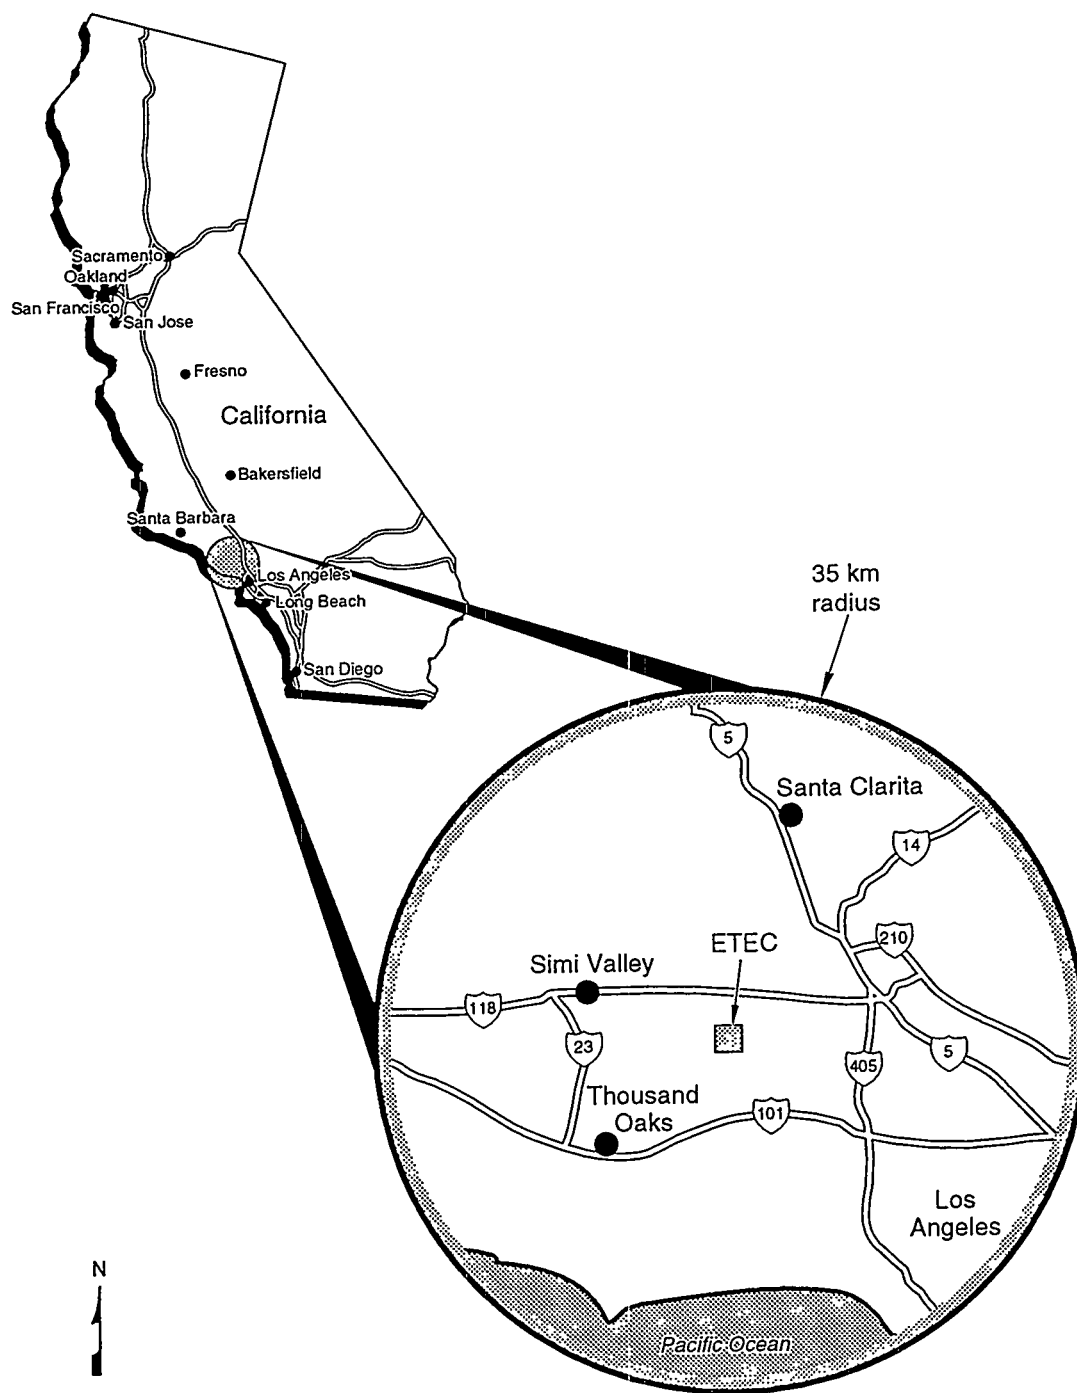 Sacramento
Oakland
San Francisco
San Jose
Fresno
California
Bakersfield
Santa Barbara
Los Angeles
Long Beach
San Diego
35 km
radius
5
Santa Clarita
14
210
ETEC
Simi Valley
118
23
405
5
Thousand
Oaks
101
Los
Angeles
N
Pacific Ocean